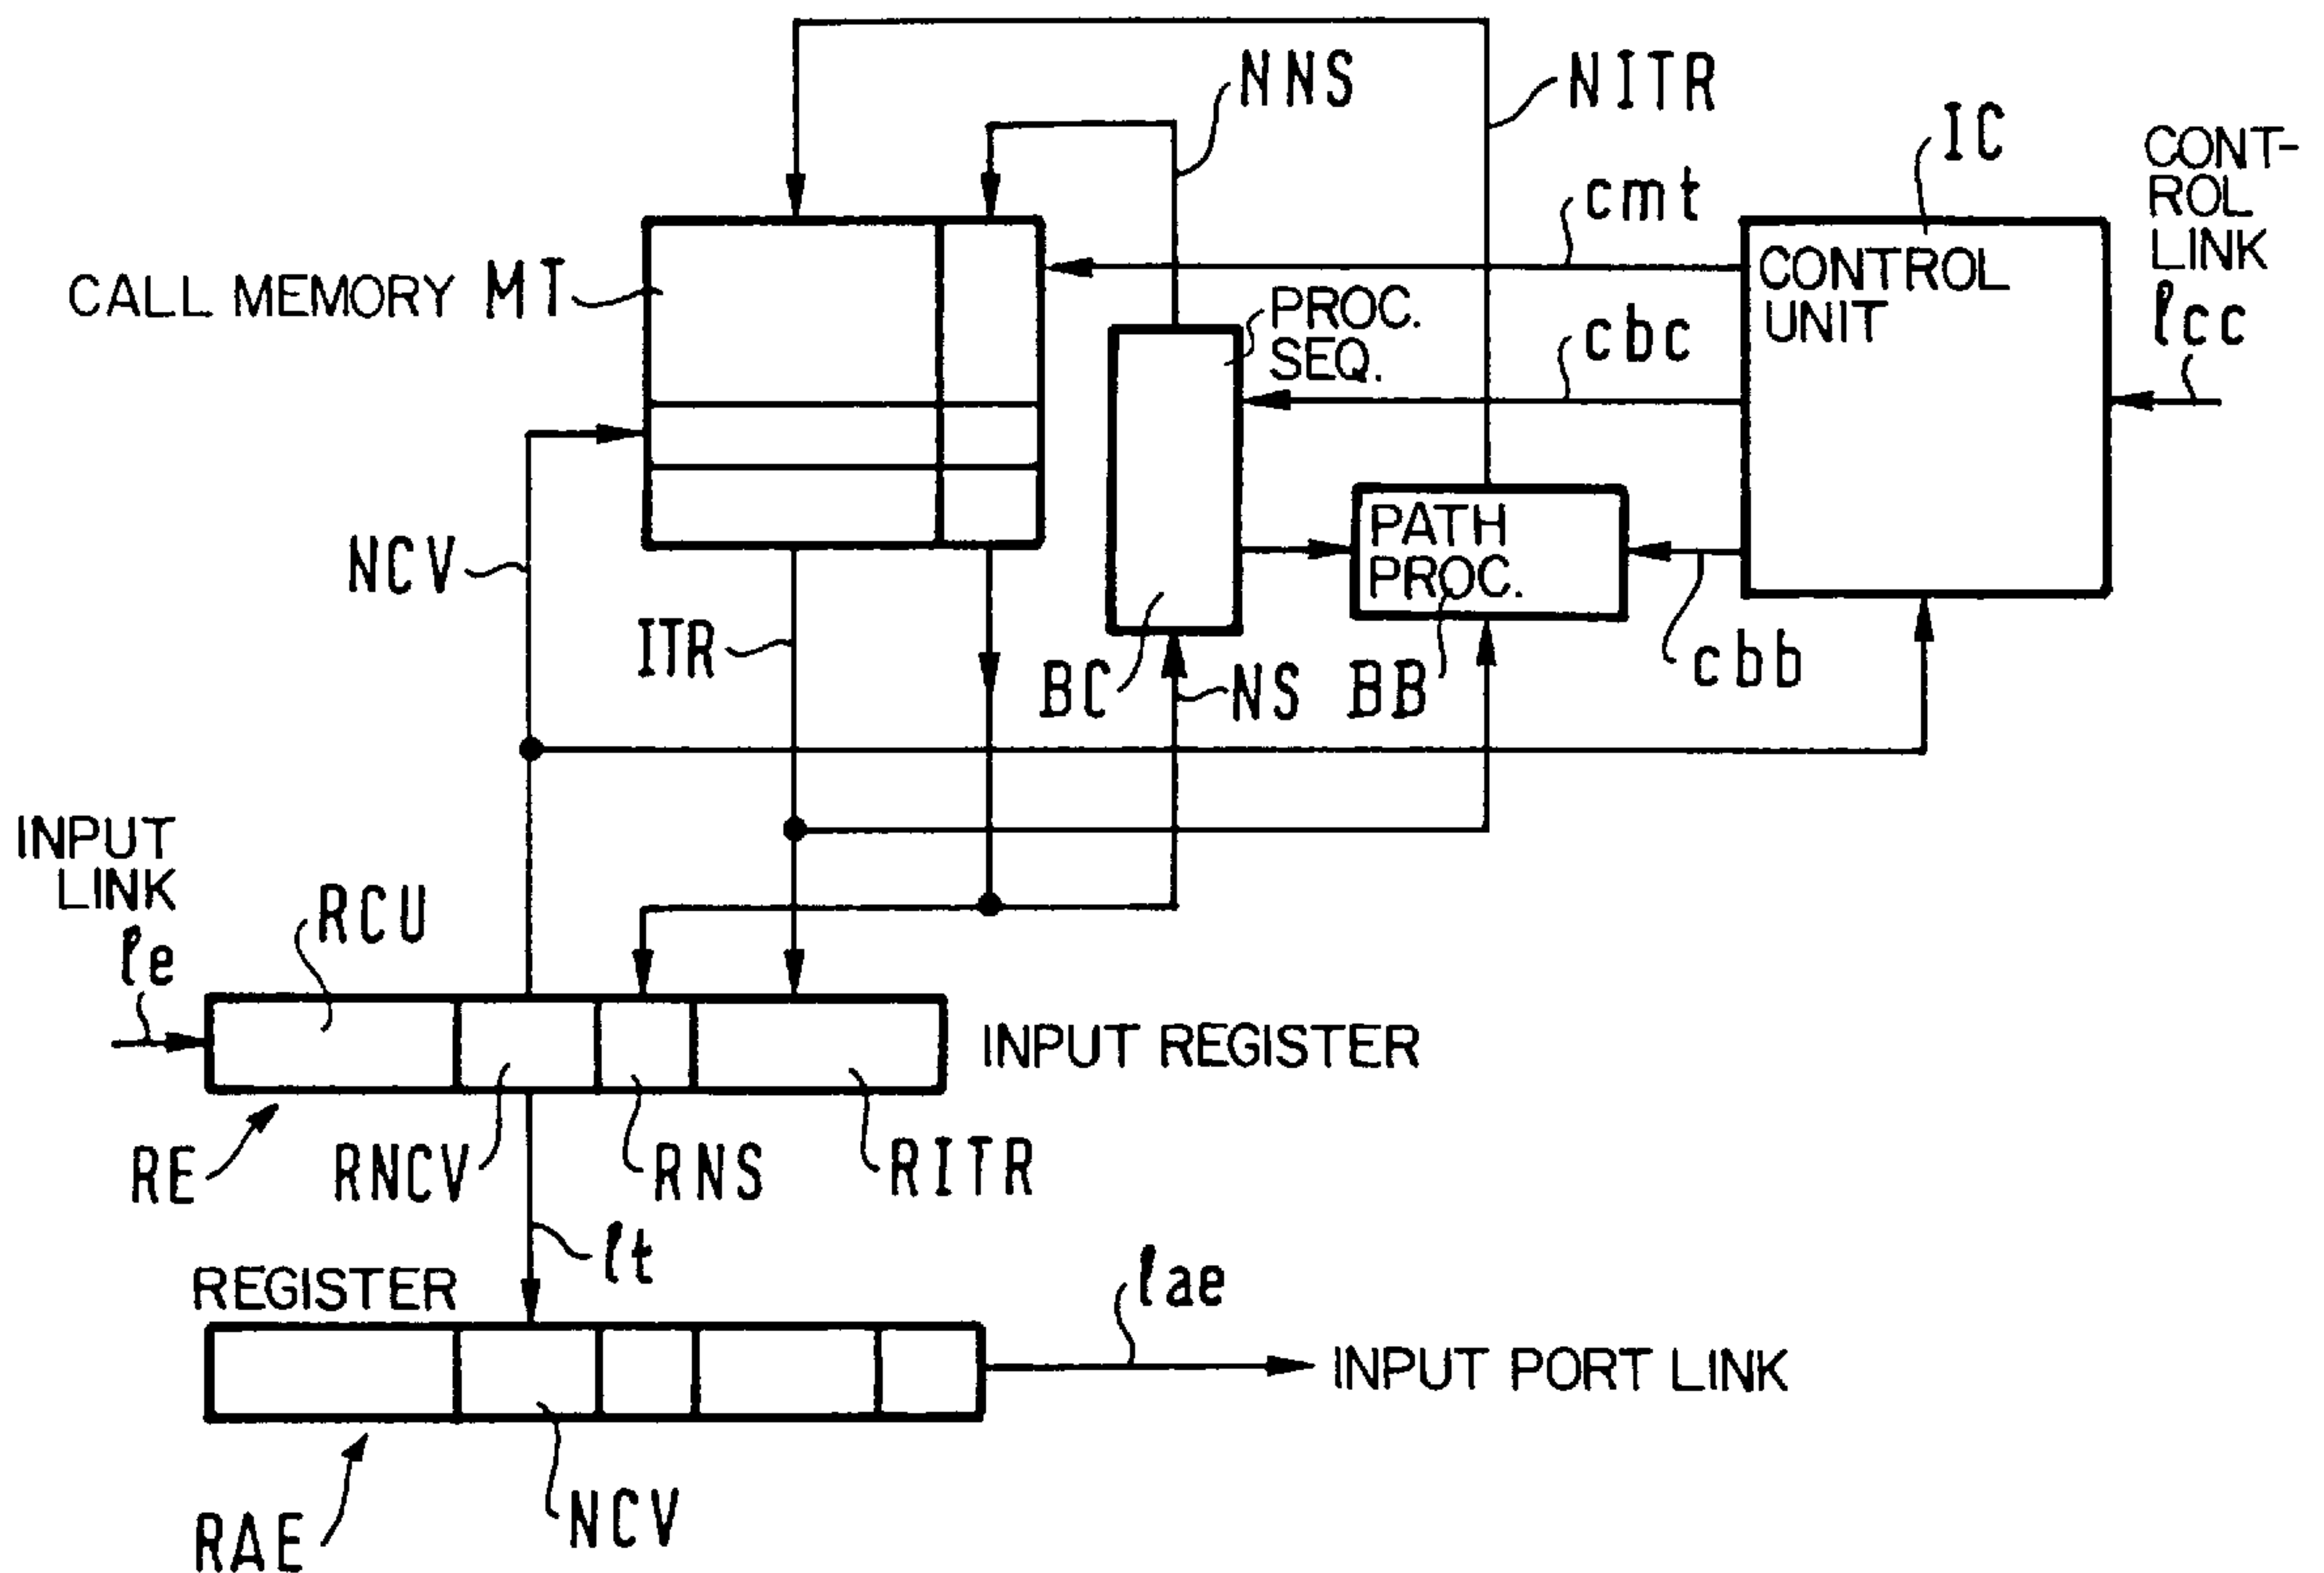 NNS
NITR
IC
CONT-
ROL
LINK
lcc
cmt
CALL MEMORY MT
CONTROL
UNIT
PROC.
SEQ.
cbc
NCV
PATH
PROC.
ITR
BC
NS
BB
cbb
INPUT
LINK
le
RCU
INPUT REGISTER
RE
RNCV
RNS
RITR
lt
REGISTER
lae
INPUT PORT LINK
NCV
RAE